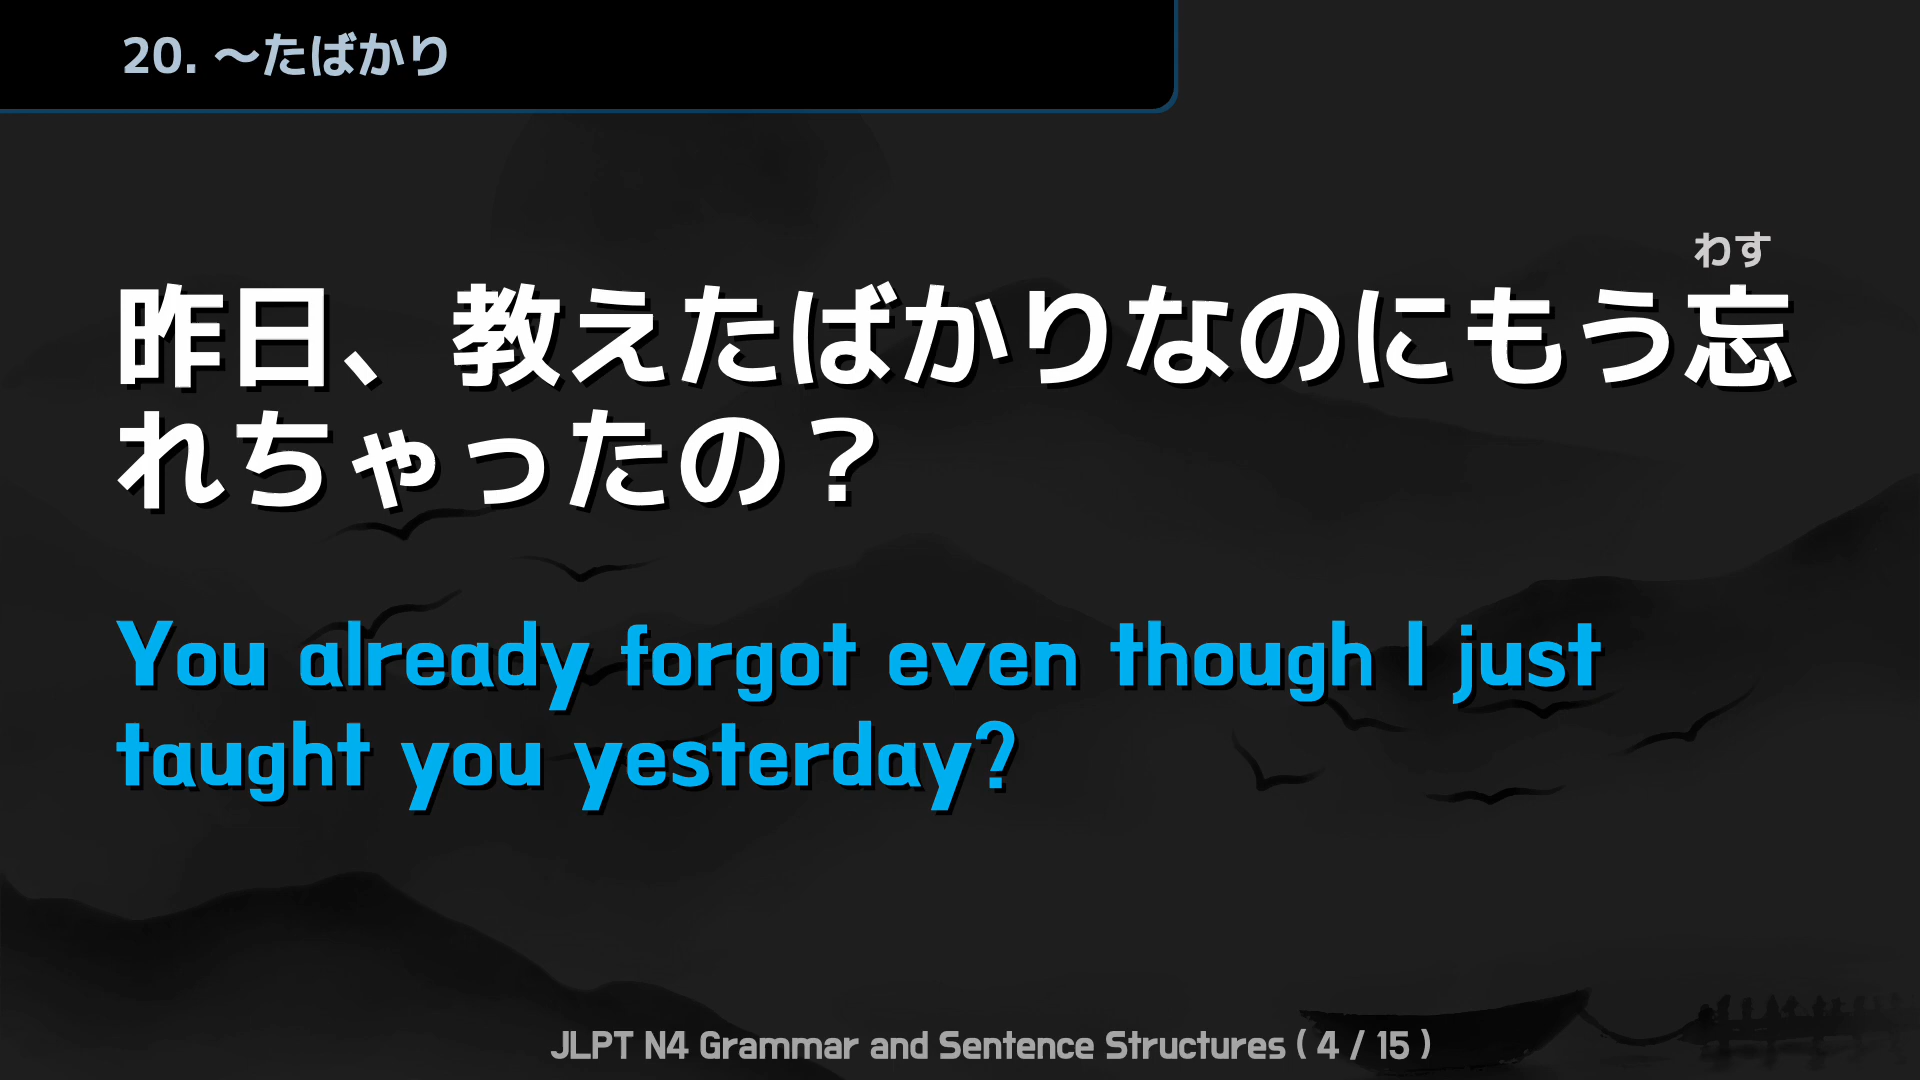 20. ～たばかり
わす
昨日、教えたばかりなのにもう忘
れちゃったの？
You already forgot even though I just
taught you yesterday?
JLPT N4 Grammar and Sentence Structures ( 4 / 15 )